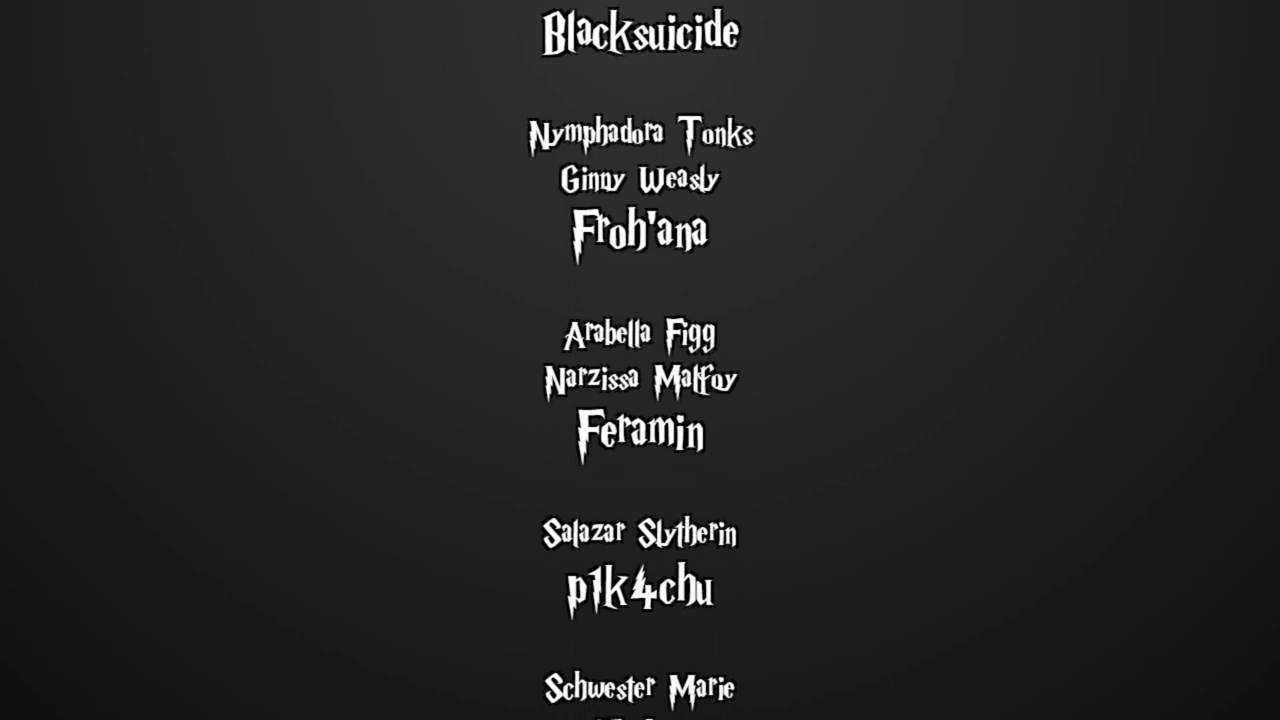 Blacksuicide
Nymphadora Tonks
Ginny Weasly
Froh'ana
Arabella Figg
Narzissa Malfoy
Feramin
Salazar Slytherin
p1k4chu
Schwester Marie